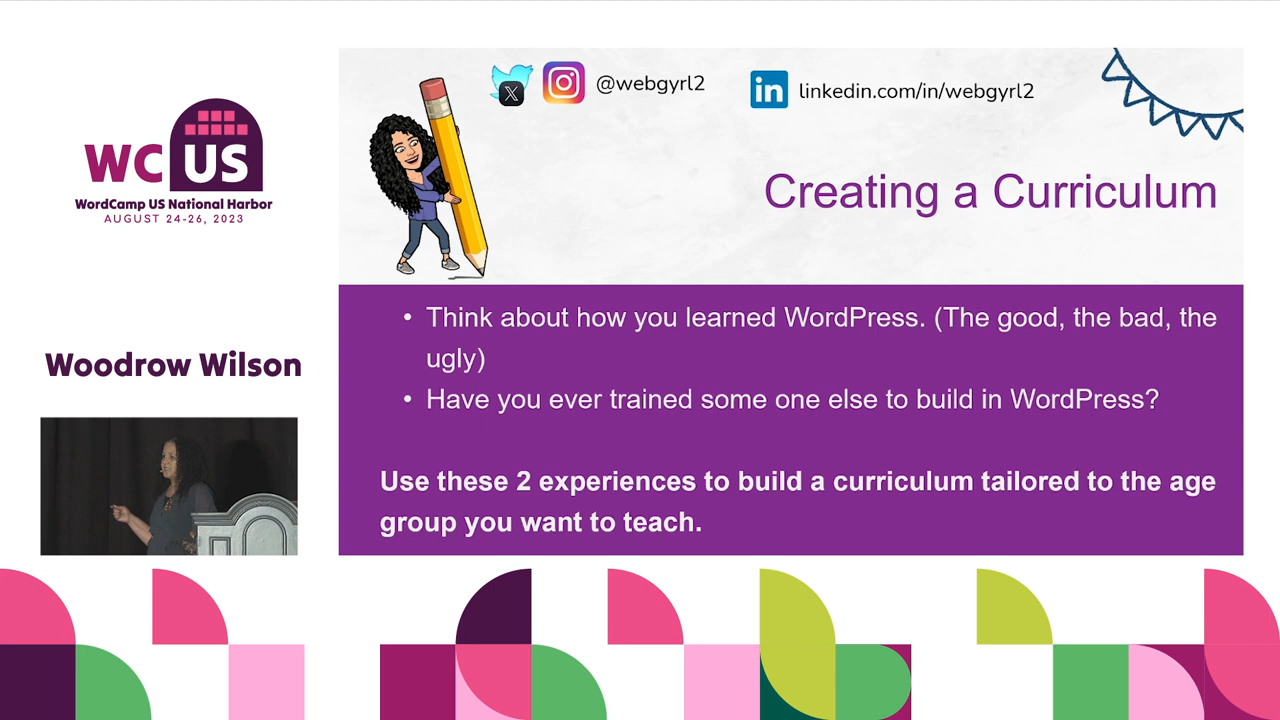 WC US
WordCamp US National Harbor
AUGUST 24-26, 2023
Woodrow Wilson
X
@webgyrl2
in
linkedin.com/in/webgyrl2
Creating a Curriculum
• Think about how you learned WordPress. (The good, the bad, the
ugly)
• Have you ever trained some one else to build in WordPress?
Use these 2 experiences to build a curriculum tailored to the age
group you want to teach.